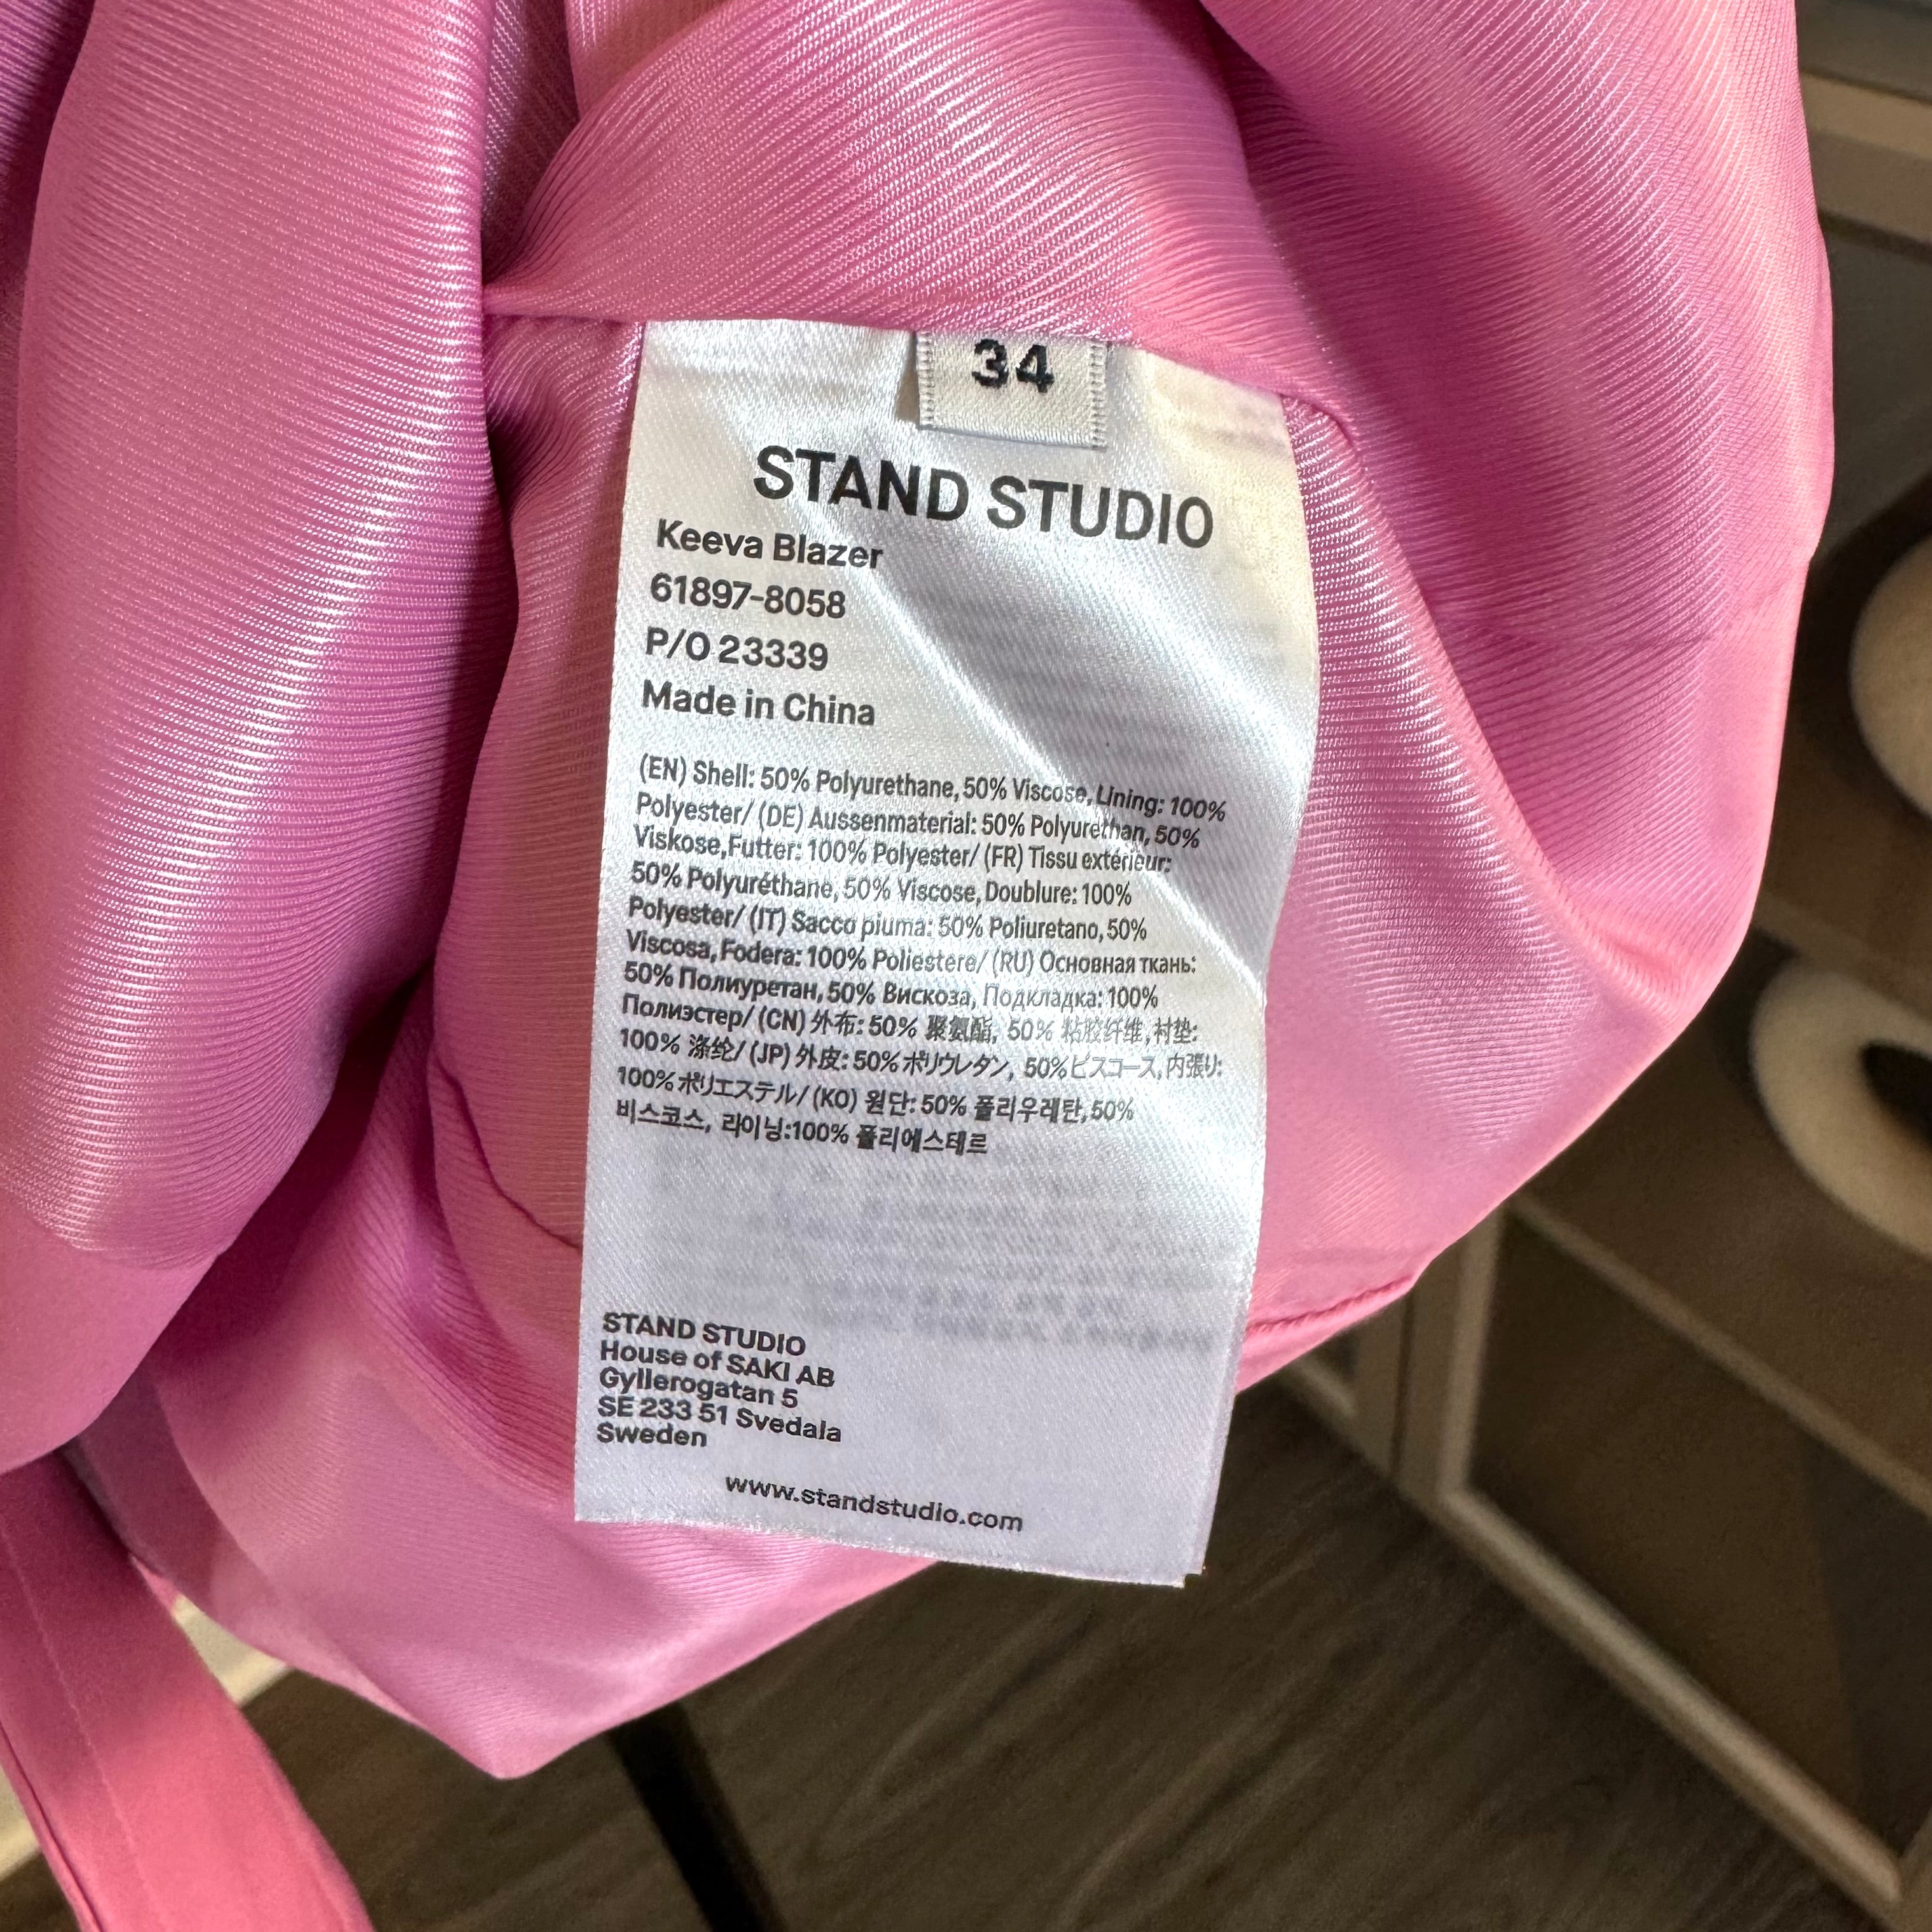 34
STAND STUDIO
Keeva Blazer
61897-8058
P/O 23339
Made in China
(EN) Shell: 50% Polyurethane, 50% Viscose, Lining: 100%
Polyester/ (DE) Aussenmaterial: 50% Polyurethan, 50%
Viskose,Futter: 100% Polyester/ (FR) Tissu extérieur:
50% Polyuréthane, 50% Viscose, Doublure: 100%
Polyester/ (IT) Sacco piuma: 50% Poliuretano, 50%
Viscosa, Fodera: 100% Poliestere/ (RU) Основная ткань:
50% Полиуретан, 50% Вискоза, Подкладка: 100%
Полиэстер/ (CN) 外布: 50% 聚氨酯, 50% 粘胶纤维,衬垫:
100% 涤纶/ (JP) 外皮: 50%ポリウレタン, 50%ビスコース,内張り:
100%ポリエステル/ (KO) 원단: 50% 폴리우레탄, 50%
비스코스, 라이닝:100% 폴리에스테르
STAND STUDIO
House of SAKI AB
Gyllerogatan 5
SE 233 51 Svedala
Sweden
www.standstudio.com